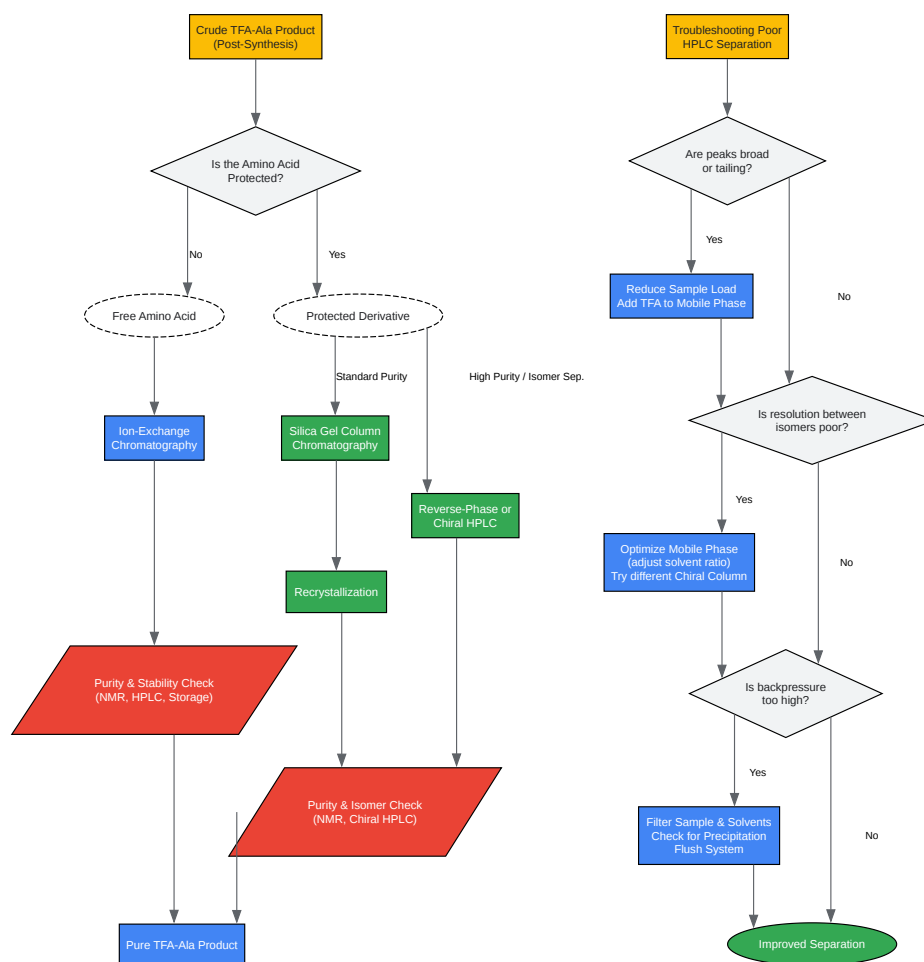 Crude TFA-Ala Product
(Post-Synthesis)
Is the Amino Acid
Protected?
No
Yes
Free Amino Acid
Protected Derivative
Standard Purity
High Purity / Isomer Sep.
Ion-Exchange
Chromatography
Silica Gel Column
Chromatography
Reverse-Phase or
Chiral HPLC
Recrystallization
Purity & Stability Check
(NMR, HPLC, Storage)
Purity & Isomer Check
(NMR, Chiral HPLC)
Pure TFA-Ala Product
Troubleshooting Poor
HPLC Separation
Are peaks broad
or tailing?
Yes
No
Reduce Sample Load
Add TFA to Mobile Phase
Is resolution between
isomers poor?
Yes
No
Optimize Mobile Phase
(adjust solvent ratio)
Try different Chiral Column
Is backpressure
too high?
Yes
No
Filter Sample & Solvents
Check for Precipitation
Flush System
Improved Separation